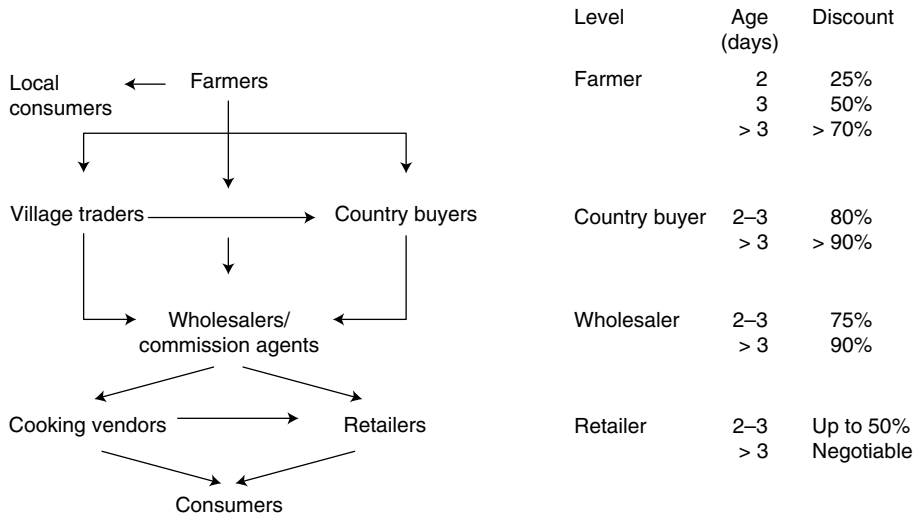 Local
consumers
Farmers
Village traders
Country buyers
Wholesalers/
commission agents
Cooking vendors
Retailers
Consumers
Level Age Discount
(days)
Farmer 2 25%
3 50%
> 3 > 70%
Country buyer 2–3 80%
> 3 > 90%
Wholesaler 2–3 75%
> 3 90%
Retailer 2–3 Up to 50%
> 3 Negotiable